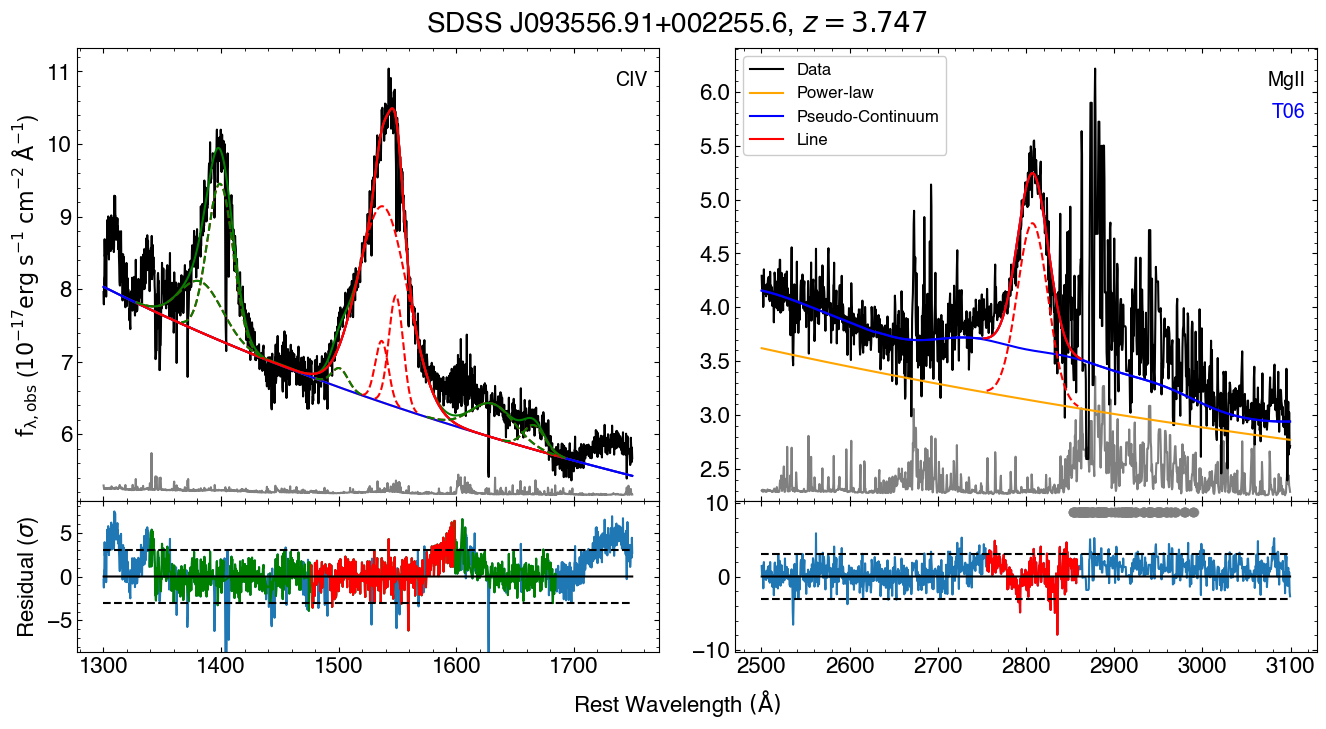 SDSS J093556.91+002255.6, z = 3.747
CIV
MgII
T06
Data
Power-law
Pseudo-Continuum
Line
f_λ,obs (10⁻¹⁷erg s⁻¹ cm⁻² Å⁻¹)
11
10
9
8
7
6
6.0
5.5
5.0
4.5
4.0
3.5
3.0
2.5
Residual (σ)
5
0
−5
10
0
−10
1300 1400 1500 1600 1700
2500 2600 2700 2800 2900 3000 3100
Rest Wavelength (Å)